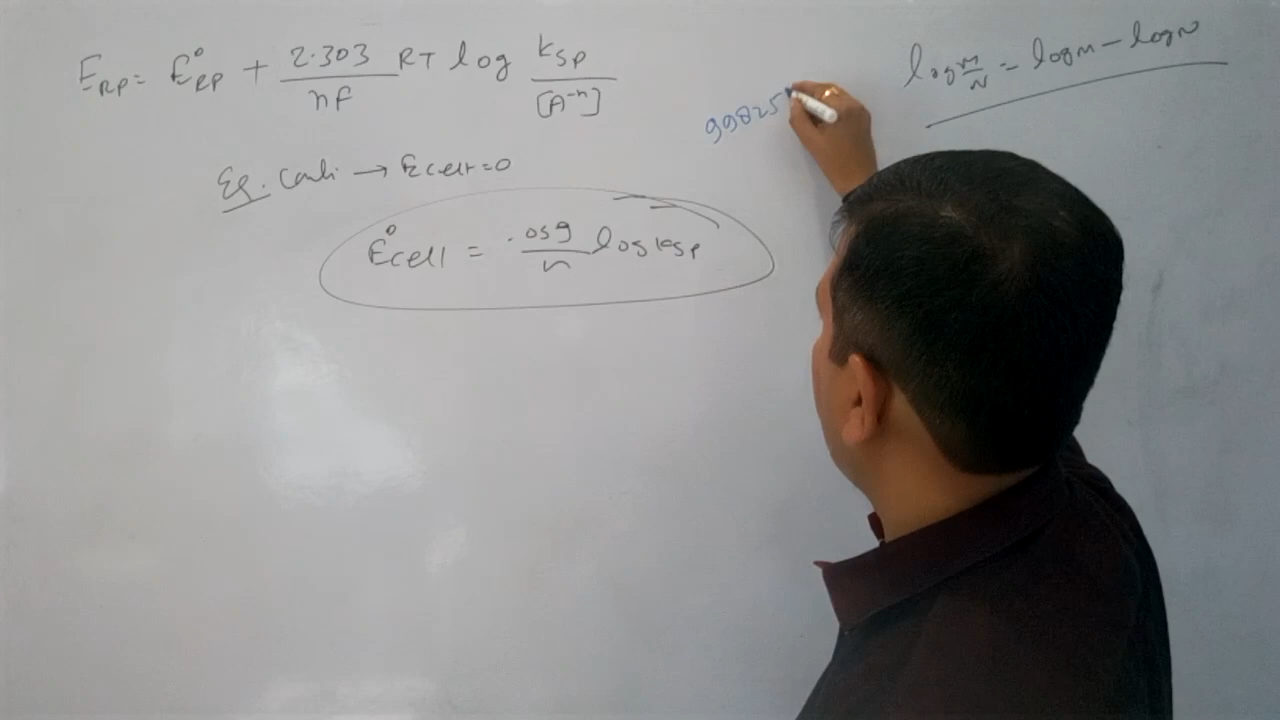 E_RP = E°_RP + 2.303 RT / nF log Ksp / [A⁻ⁿ]
log M/N = log M - log N
99825
Eq. Condi → Ecell = 0
E°cell = .059 / n log Ksp